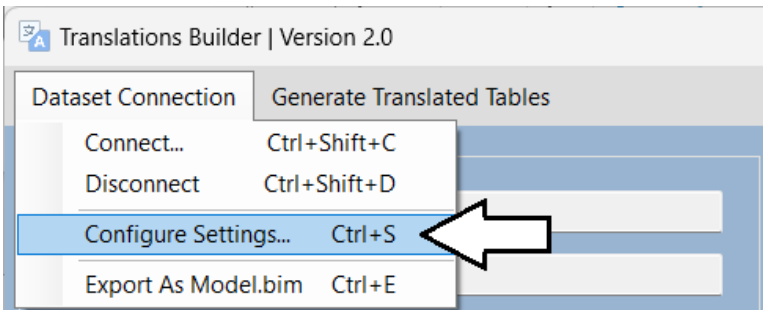 Translations Builder | Version 2.0
Dataset Connection Generate Translated Tables
Connect... Ctrl+Shift+C
Disconnect Ctrl+Shift+D
Configure Settings... Ctrl+S
Export As Model.bim Ctrl+E